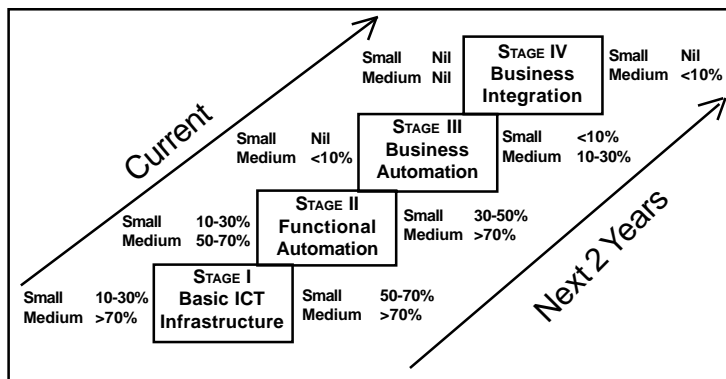 Current
Small Nil
Medium Nil
STAGE IV
Business
Integration
Small Nil
Medium <10%
Small Nil
Medium <10%
STAGE III
Business
Automation
Small <10%
Medium 10-30%
Small 10-30%
Medium 50-70%
STAGE II
Functional
Automation
Small 30-50%
Medium >70%
Small 10-30%
Medium >70%
STAGE I
Basic ICT
Infrastructure
Small 50-70%
Medium >70%
Next 2 Years